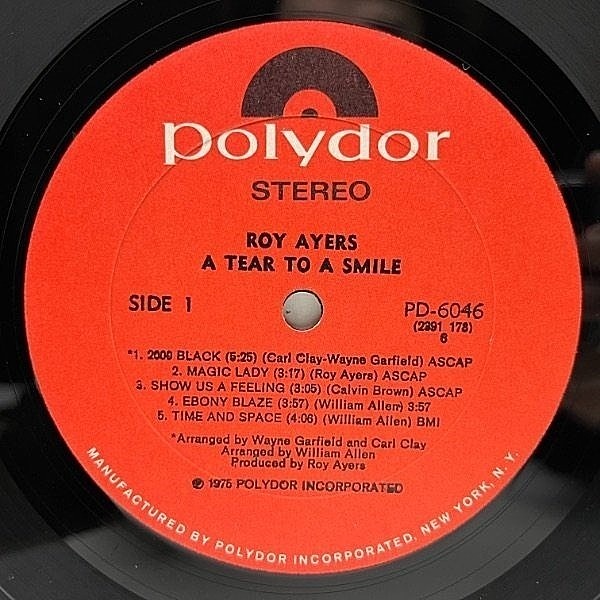 polydor
STEREO
ROY AYERS
A TEAR TO A SMILE
SIDE 1
PD-6046
(2391 178)
6
*1. 2000 BLACK (5:25) (Carl Clay-Wayne Garfield) ASCAP
2. MAGIC LADY (3:17) (Roy Ayers) ASCAP
3. SHOW US A FEELING (3:05) (Calvin Brown) ASCAP
4. EBONY BLAZE (3:57) (William Allen) 3:57
5. TIME AND SPACE (4:06) (William Allen) BMI
*Arranged by Wayne Garfield and Carl Clay
Arranged by William Allen
Produced by Roy Ayers
℗ 1975 POLYDOR INCORPORATED
MANUFACTURED BY POLYDOR INCORPORATED, NEW YORK, N. Y.